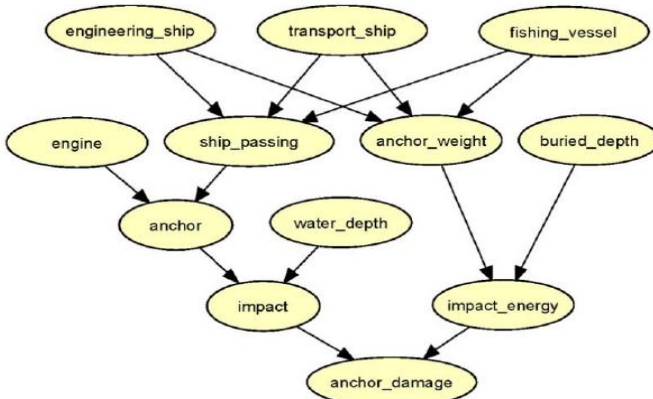 engineering_ship
transport_ship
fishing_vessel
engine
ship_passing
anchor_weight
buried_depth
anchor
water_depth
impact
impact_energy
anchor_damage